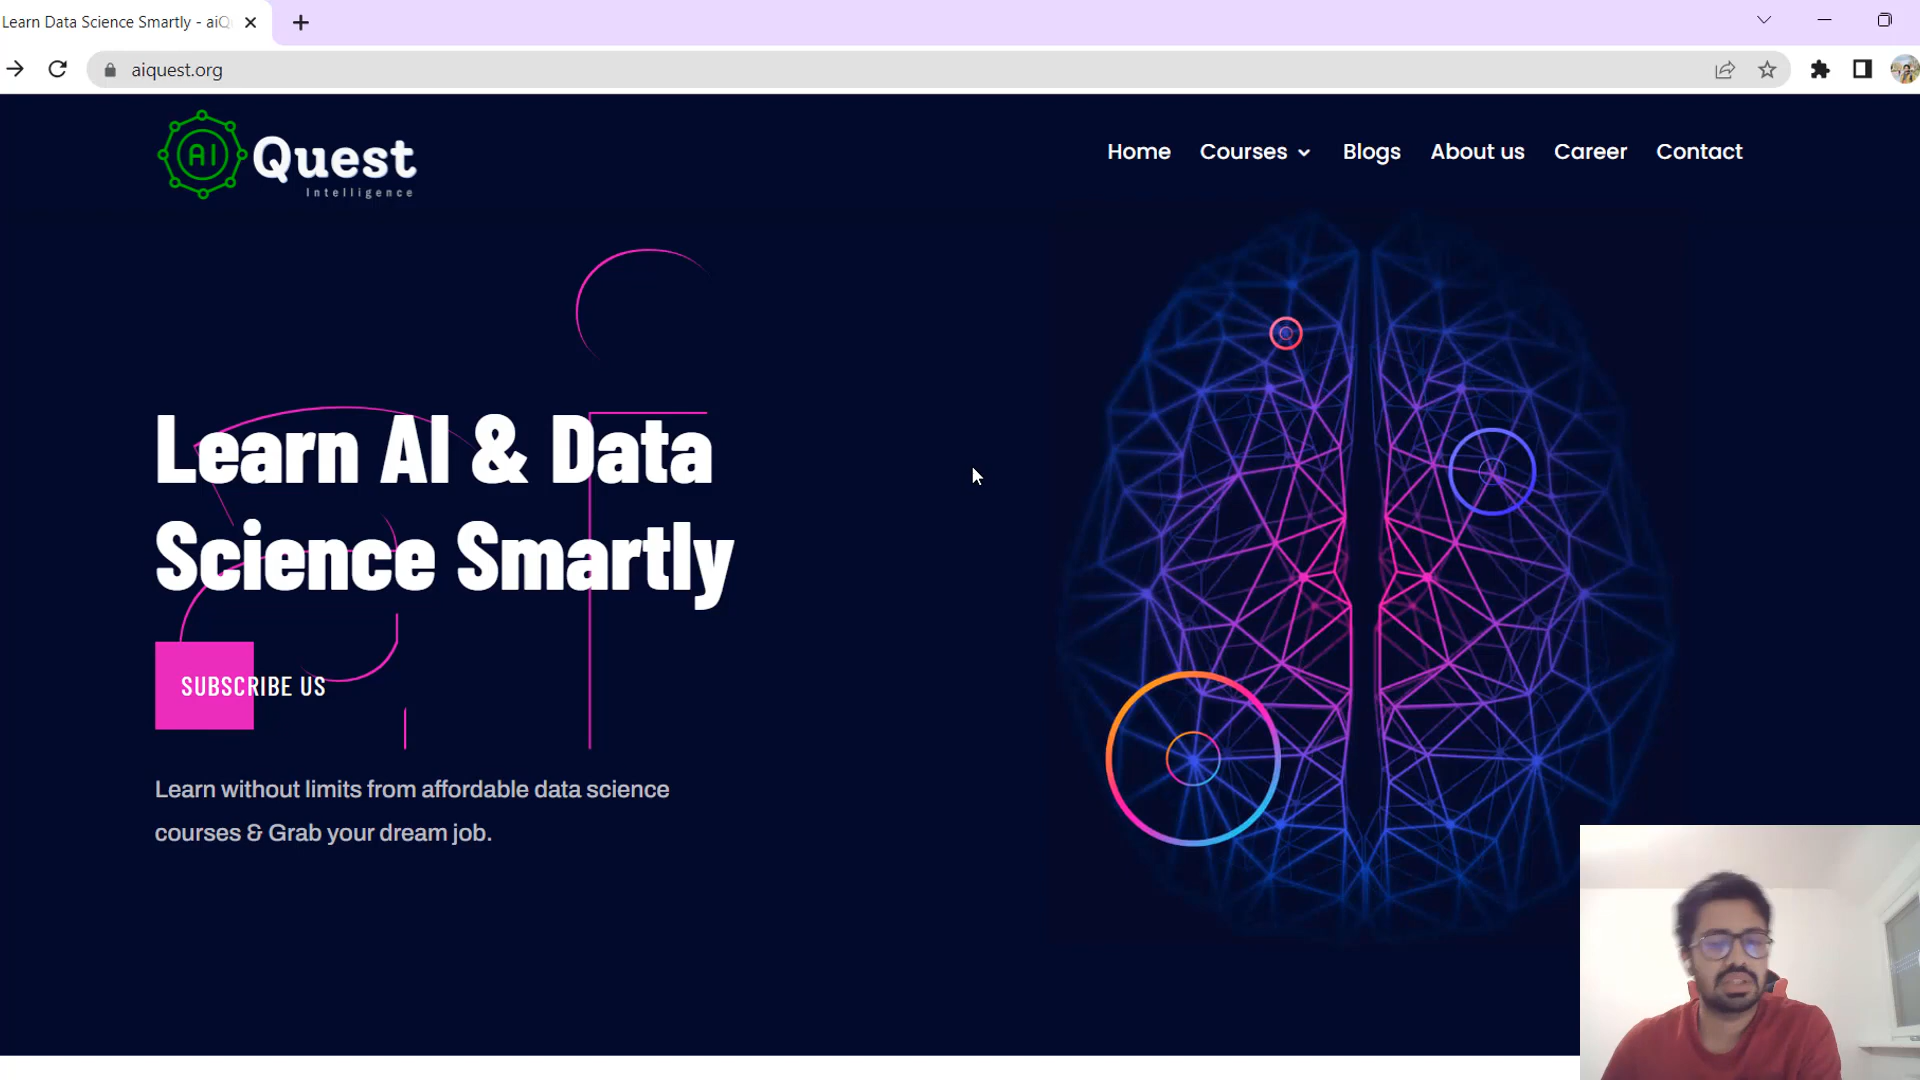 Learn Data Science Smartly - aiQ
aiquest.org
AI Quest
Intelligence
Home Courses Blogs About us Career Contact
Learn AI & Data
Science Smartly
SUBSCRIBE US
Learn without limits from affordable data science
courses & Grab your dream job.